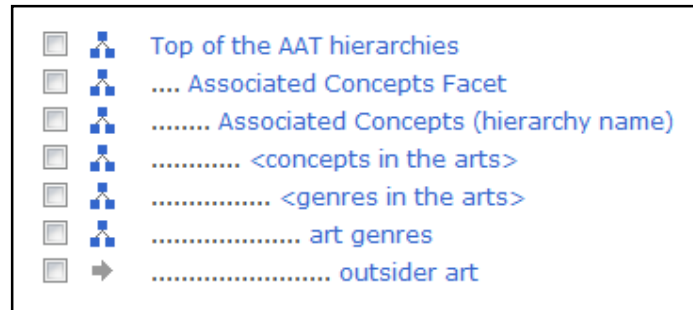 Top of the AAT hierarchies
.... Associated Concepts Facet
........ Associated Concepts (hierarchy name)
............ <concepts in the arts>
................ <genres in the arts>
.................... art genres
........................ outsider art